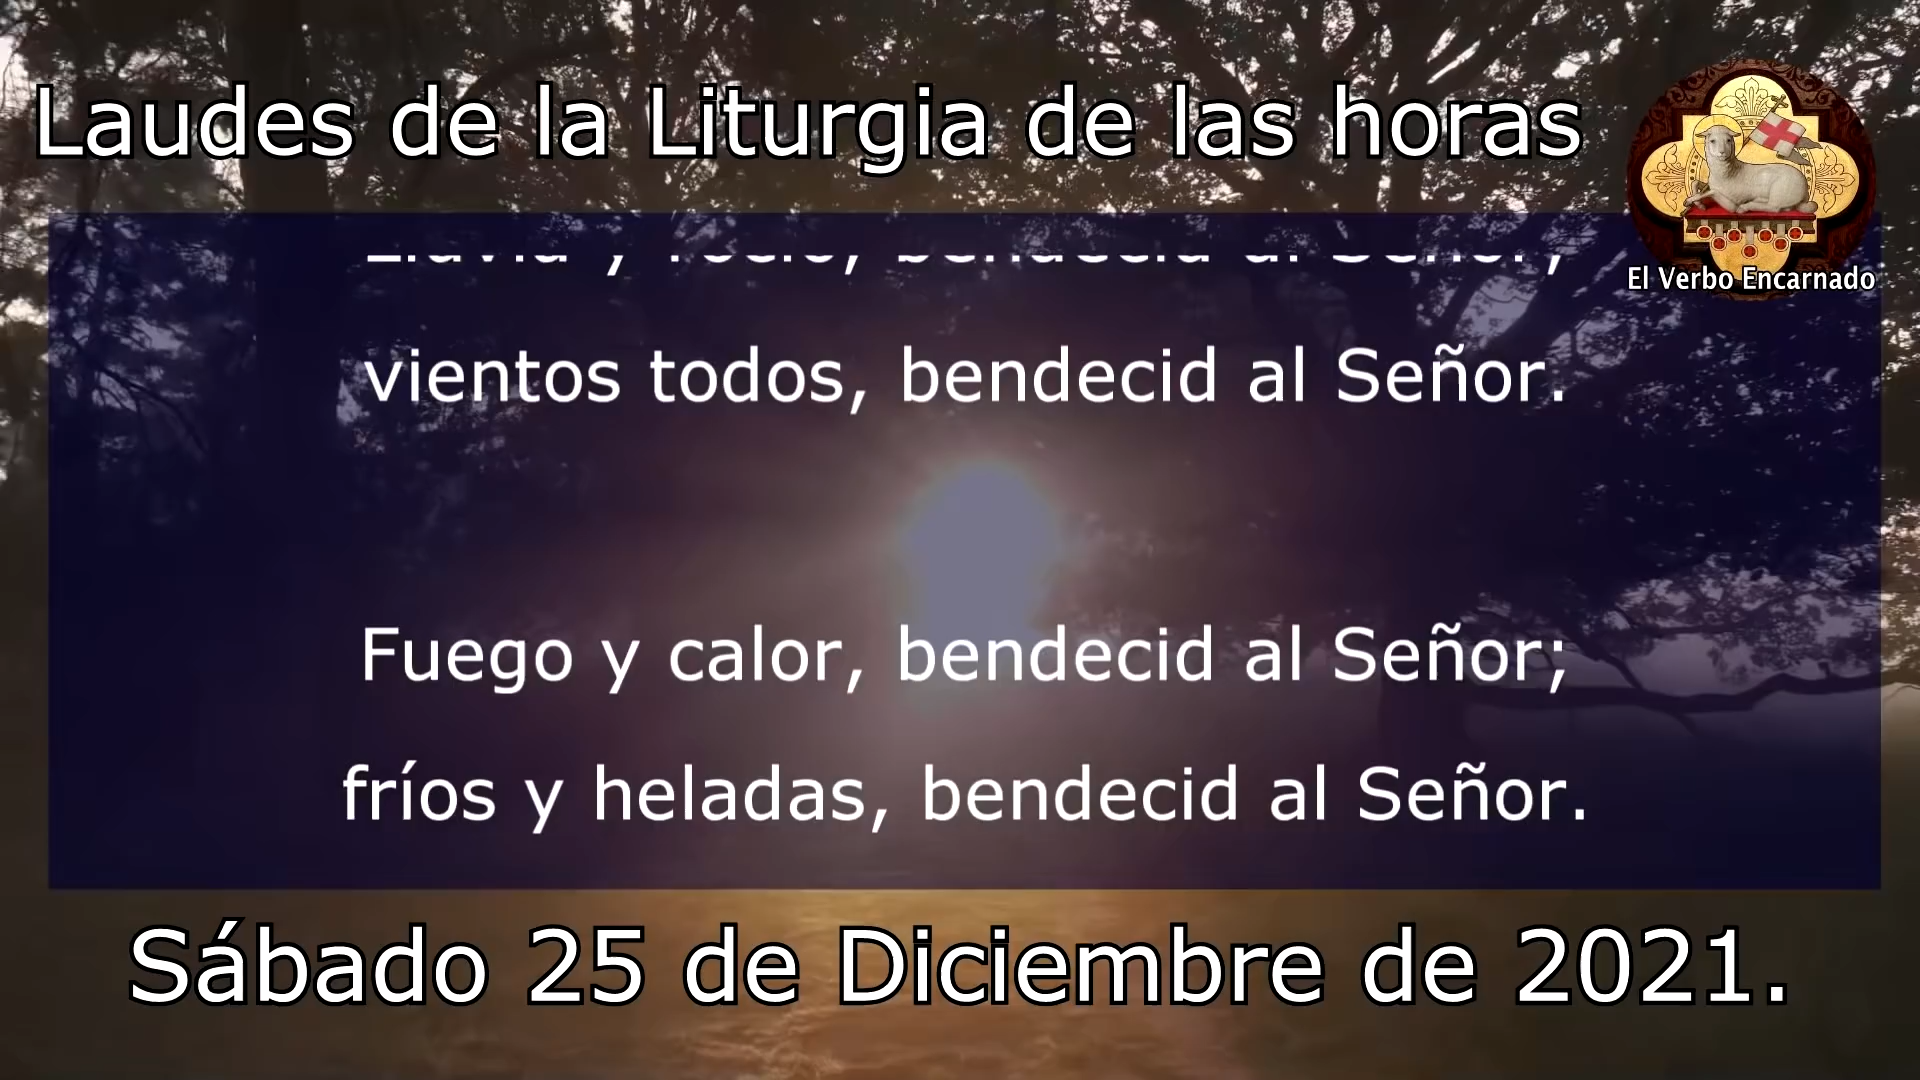 Laudes de la Liturgia de las horas
El Verbo Encarnado
vientos todos, bendecid al Señor.
Fuego y calor, bendecid al Señor;
fríos y heladas, bendecid al Señor.
Sábado 25 de Diciembre de 2021.